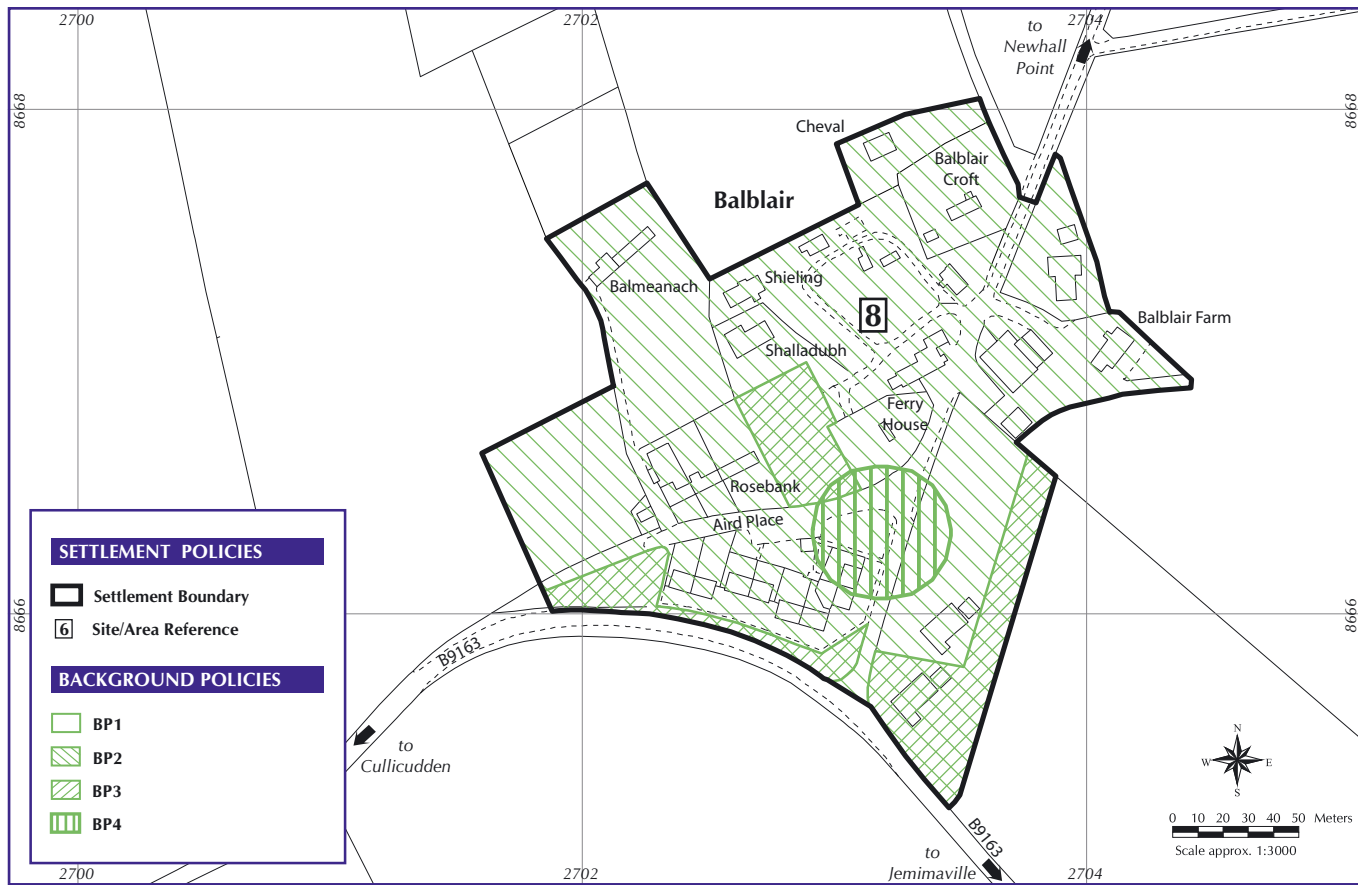 2700
2702
2704
8668
8668
to
Newhall
Point
Cheval
Balblair
Croft
Balblair
Shieling
Balmeanach
8
Balblair Farm
Shalladubh
Ferry
House
Rosebank
Aird Place
8666
8666
B9163
to
Cullicudden
SETTLEMENT POLICIES
Settlement Boundary
6 Site/Area Reference
BACKGROUND POLICIES
BP1
BP2
BP3
BP4
N
W E
S
0 10 20 30 40 50 Meters
Scale approx. 1:3000
B9163
to
Jemimaville
2700
2702
2704